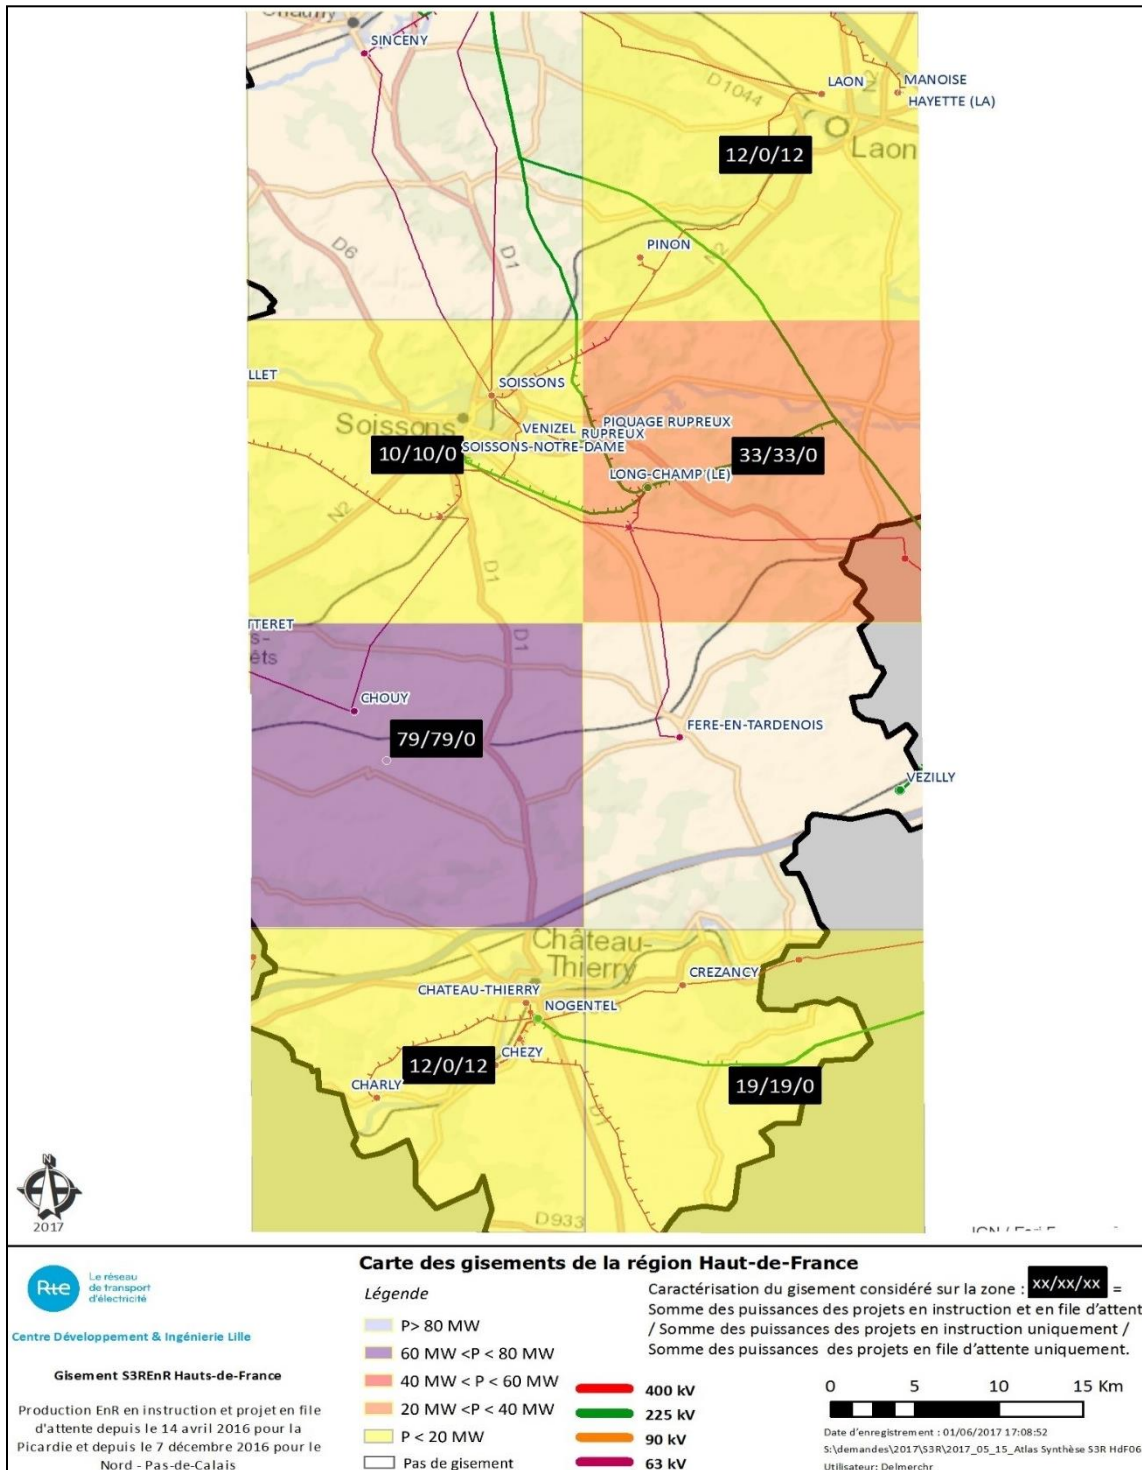 Chauny
SINCENY
D1044
N2
LAON
MANOISE
HAYETTE (LA)
Laon
12/0/12
D6
D1
PINON
N2
LLET
SOISSONS
Soissons
VENIZEL
PIQUAGE RUPREUX
RUPREUX
SOISSONS-NOTRE-DAME
10/10/0
33/33/0
LONG-CHAMP (LE)
N2
D1
TTERET
s-
êts
D1
CHOUY
79/79/0
FERE-EN-TARDENOIS
VEZILLY
Château-
Thierry
CREZANCY
CHATEAU-THIERRY
NOGENTEL
CHEZY
12/0/12
CHARLY
19/19/0
D1
D933
N
2017
Rte
Le réseau
de transport
d'électricité
Centre Développement & Ingénierie Lille
Gisement S3REnR Hauts-de-France
Production EnR en instruction et projet en file
d'attente depuis le 14 avril 2016 pour la
Picardie et depuis le 7 décembre 2016 pour le
Nord - Pas-de-Calais
Carte des gisements de la région Haut-de-France
Légende
P> 80 MW
60 MW <P < 80 MW
40 MW < P < 60 MW
20 MW <P < 40 MW
P < 20 MW
Pas de gisement
400 kV
225 kV
90 kV
63 kV
Caractérisation du gisement considéré sur la zone : xx/xx/xx =
Somme des puissances des projets en instruction et en file d'attent
/ Somme des puissances des projets en instruction uniquement /
Somme des puissances des projets en file d'attente uniquement.
0 5 10 15 Km
Date d'enregistrement : 01/06/2017 17:08:52
S:\demandes\2017\S3R\2017_05_15_Atlas Synthèse S3R HdF06
Utilisateur: Delmerchr